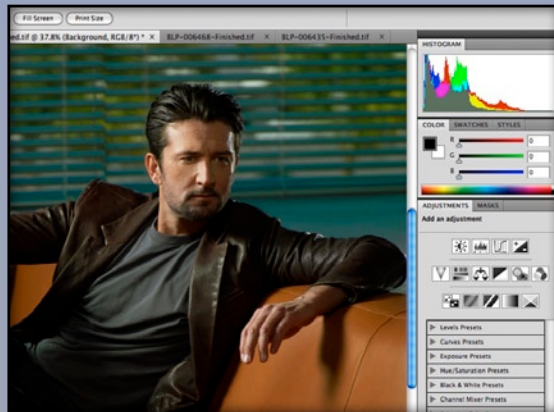 Fill Screen Print Size
ed.tif @ 37.8% (Background, RGB/8*) * × BLP-006468-Finished.tif × BLP-006435-Finished.tif ×
HISTOGRAM
COLOR SWATCHES STYLES
R 0
G 0
B 0
ADJUSTMENTS MASKS
Add an adjustment
Levels Presets
Curves Presets
Exposure Presets
Hue/Saturation Presets
Black & White Presets
Channel Mixer Presets